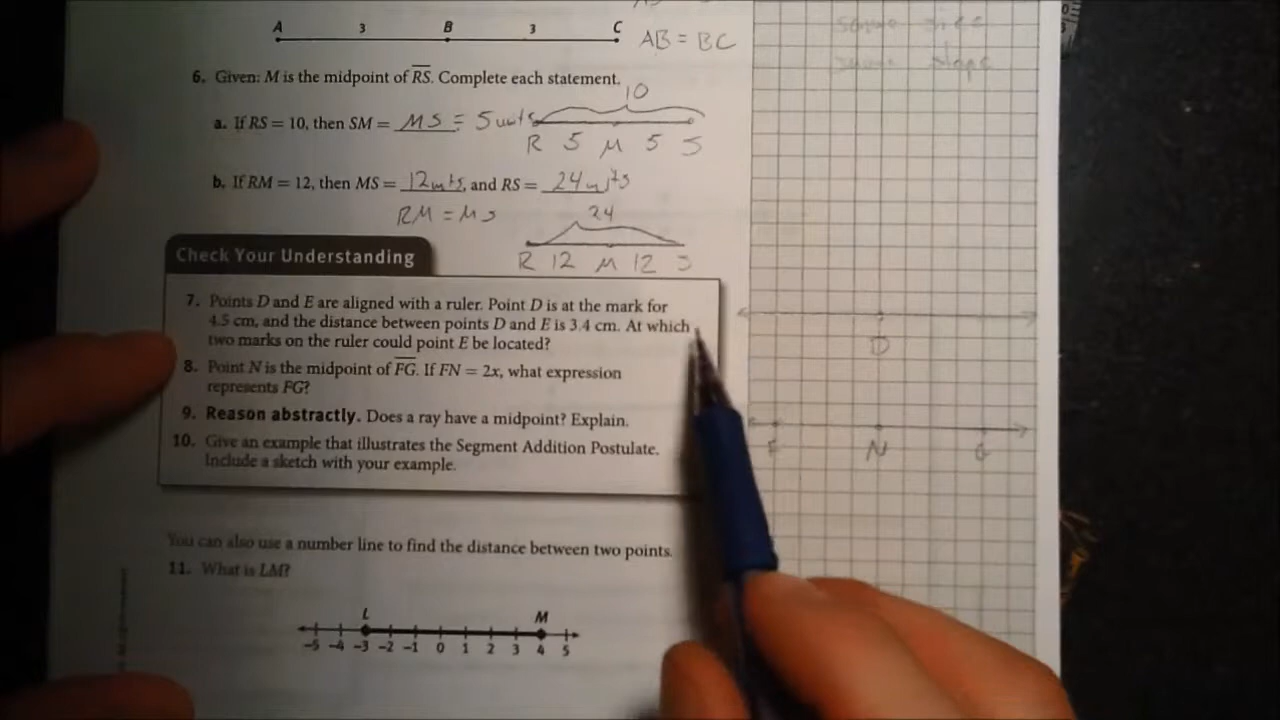 A 3 B 3 C
AB = BC
same size
same slope
6. Given: M is the midpoint of RS. Complete each statement.
10
a. If RS = 10, then SM = MS = 5 units
R 5 M 5 S
b. If RM = 12, then MS = 12 units, and RS = 24 units
RM = MS
24
R 12 M 12 S
Check Your Understanding
7. Points D and E are aligned with a ruler. Point D is at the mark for
4.5 cm, and the distance between points D and E is 3.4 cm. At which
two marks on the ruler could point E be located?
D
8. Point N is the midpoint of FG. If FN = 2x, what expression
represents FG?
9. Reason abstractly. Does a ray have a midpoint? Explain.
F N G
10. Give an example that illustrates the Segment Addition Postulate.
Include a sketch with your example.
You can also use a number line to find the distance between two points.
11. What is LM?
L M
-5 -4 -3 -2 -1 0 1 2 3 4 5